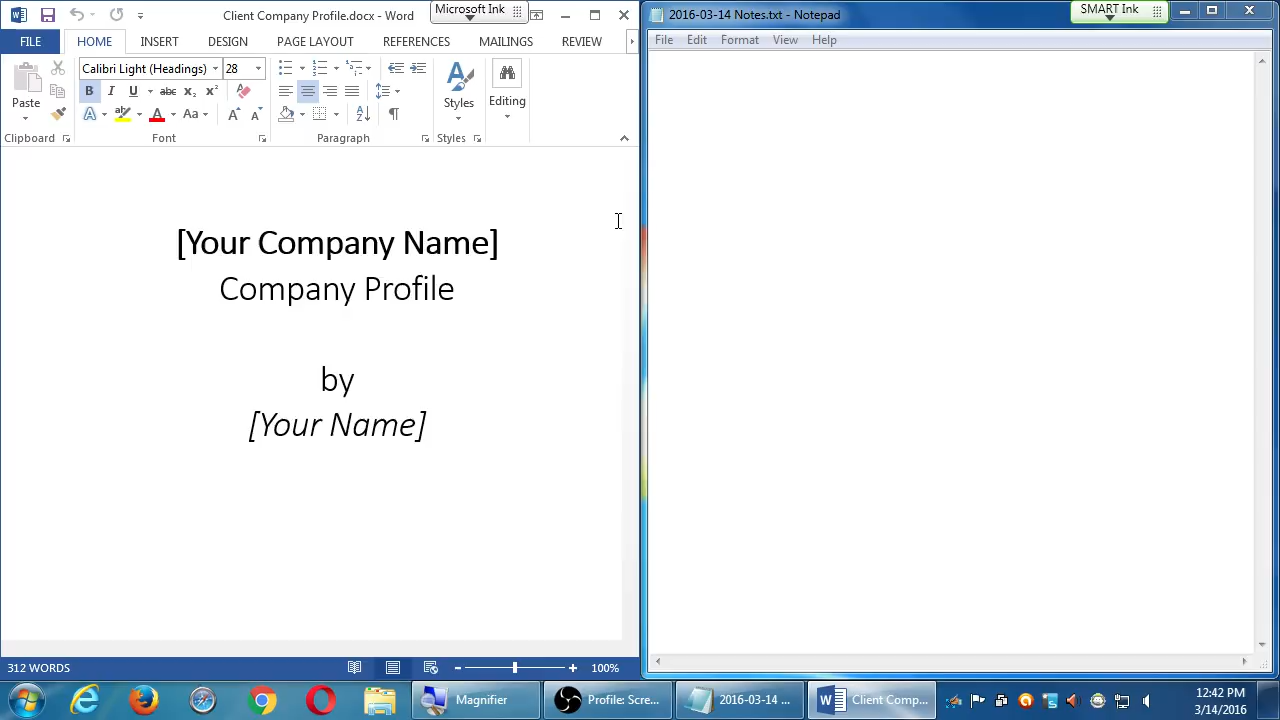 Client Company Profile.docx - Word
Microsoft Ink
FILE
HOME
INSERT
DESIGN
PAGE LAYOUT
REFERENCES
MAILINGS
REVIEW
Paste
Calibri Light (Headings)
28
Styles
Editing
Clipboard
Font
Paragraph
Styles
[Your Company Name]
Company Profile
by
[Your Name]
312 WORDS
100%
2016-03-14 Notes.txt - Notepad
SMART Ink
File
Edit
Format
View
Help
Magnifier
Profile: Scre...
2016-03-14 ...
Client Comp...
12:42 PM
3/14/2016